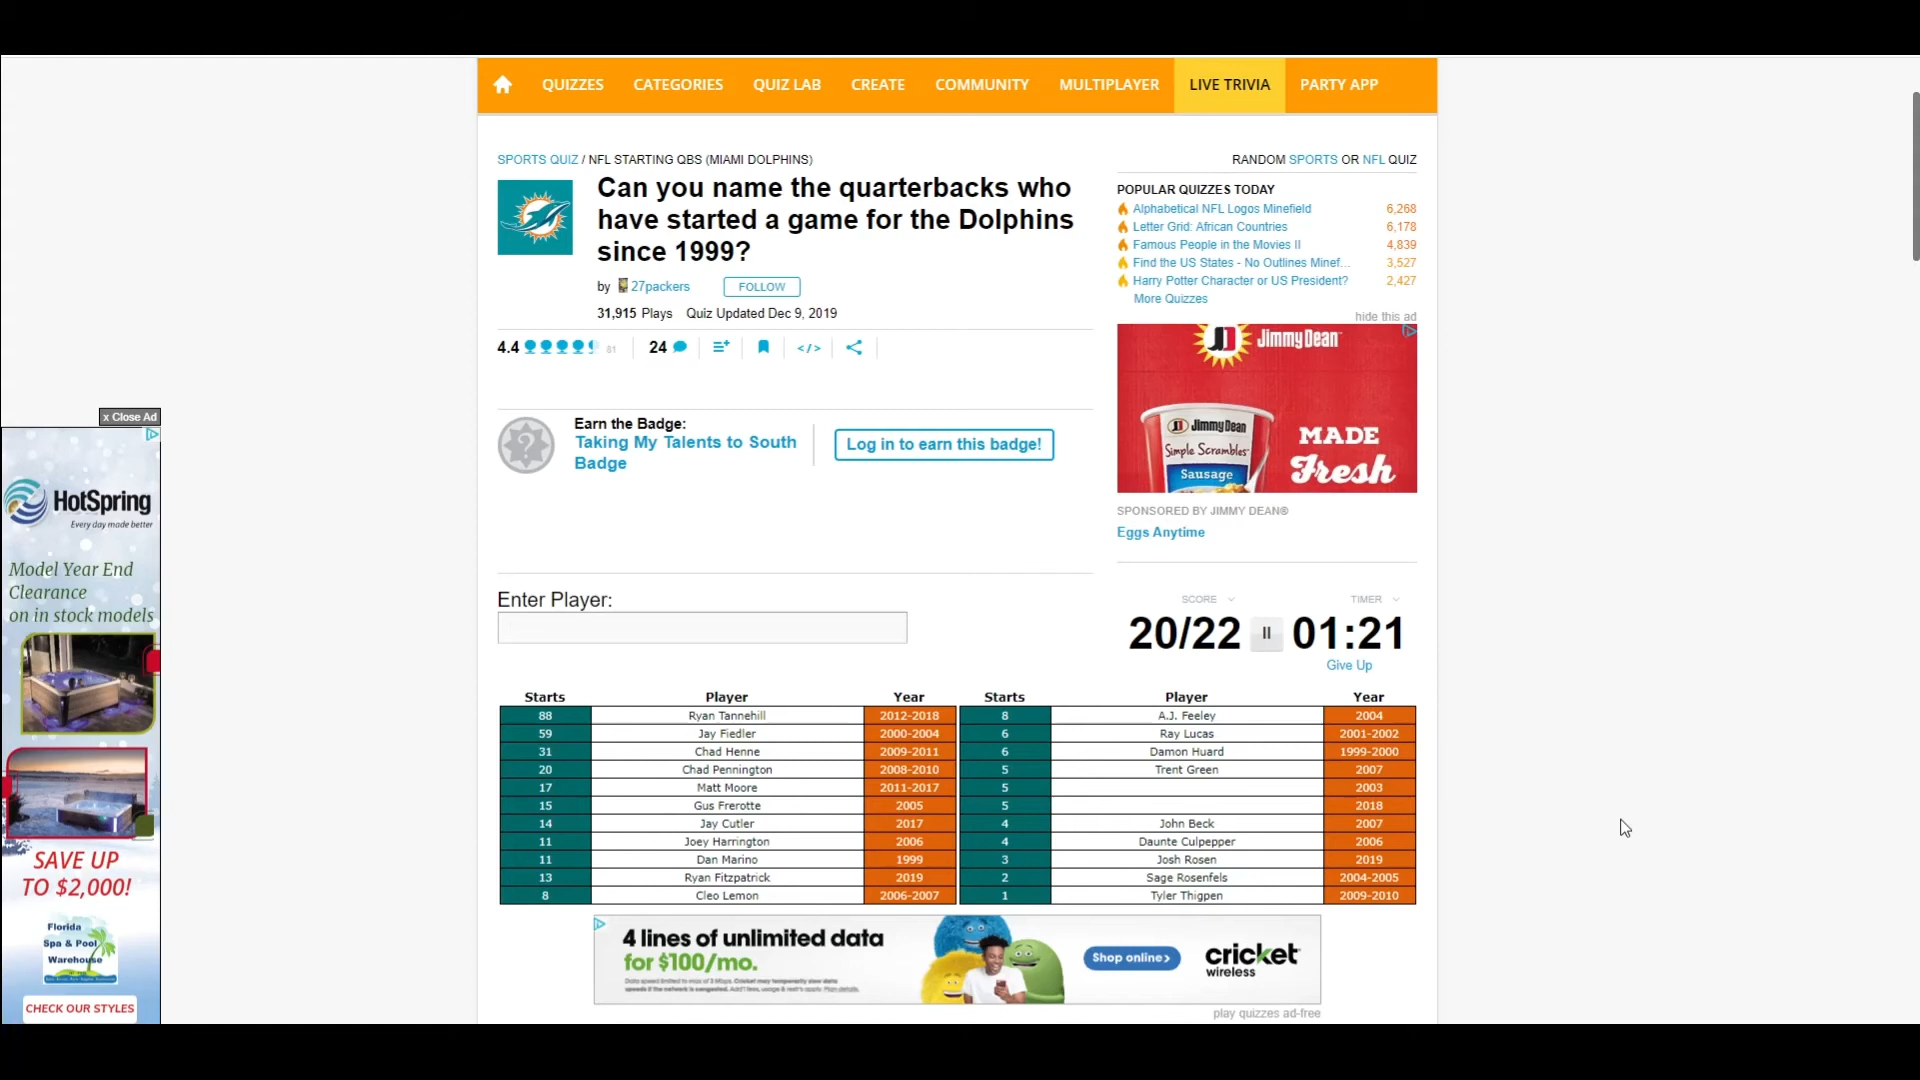 QUIZZES CATEGORIES QUIZ LAB CREATE COMMUNITY MULTIPLAYER LIVE TRIVIA PARTY APP
SPORTS QUIZ / NFL STARTING QBS (MIAMI DOLPHINS)
Can you name the quarterbacks who
have started a game for the Dolphins
since 1999?
by 27packers FOLLOW
31,915 Plays Quiz Updated Dec 9, 2019
4.4 81 24 </>
RANDOM SPORTS OR NFL QUIZ
POPULAR QUIZZES TODAY
Alphabetical NFL Logos Minefield 6,268
Letter Grid: African Countries 6,178
Famous People in the Movies II 4,839
Find the US States - No Outlines Minef... 3,527
Harry Potter Character or US President? 2,427
More Quizzes
hide this ad
Jimmy Dean
Jimmy Dean
Simple Scrambles
Sausage
MADE
Fresh
SPONSORED BY JIMMY DEAN®
Eggs Anytime
Earn the Badge:
Taking My Talents to South
Badge
Log in to earn this badge!
x Close Ad
HotSpring
Every day made better
Model Year End
Clearance
on in stock models
SAVE UP
TO $2,000!
Florida
Spa & Pool
Warehouse
CHECK OUR STYLES
Enter Player:
SCORE TIMER
20/22 01:21
Give Up
Starts Player Year Starts Player Year
88 Ryan Tannehill 2012-2018 8 A.J. Feeley 2004
59 Jay Fiedler 2000-2004 6 Ray Lucas 2001-2002
31 Chad Henne 2009-2011 6 Damon Huard 1999-2000
20 Chad Pennington 2008-2010 5 Trent Green 2007
17 Matt Moore 2011-2017 5 2003
15 Gus Frerotte 2005 5 2018
14 Jay Cutler 2017 4 John Beck 2007
11 Joey Harrington 2006 4 Daunte Culpepper 2006
11 Dan Marino 1999 3 Josh Rosen 2019
13 Ryan Fitzpatrick 2019 2 Sage Rosenfels 2004-2005
8 Cleo Lemon 2006-2007 1 Tyler Thigpen 2009-2010
4 lines of unlimited data
for $100/mo.
Shop online>
cricket
wireless
play quizzes ad-free